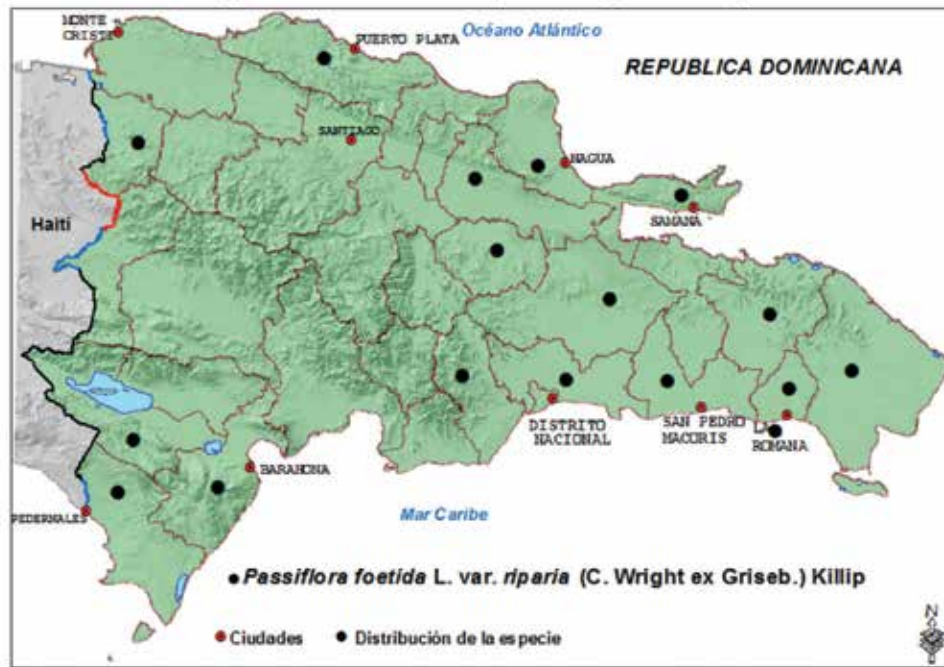 MONTE
CRISTI
PUERTO PLATA
Océano Atlántico
REPUBLICA DOMINICANA
SANTIAGO
NAGUA
Haití
SAMANA
DISTRITO
NACIONAL
SAN PEDRO
MACORIS
LA
ROMANA
BARAHONA
PEDERNALES
Mar Caribe
Passiflora foetida L. var. riparia (C. Wright ex Griseb.) Killip
Ciudades
Distribución de la especie
N